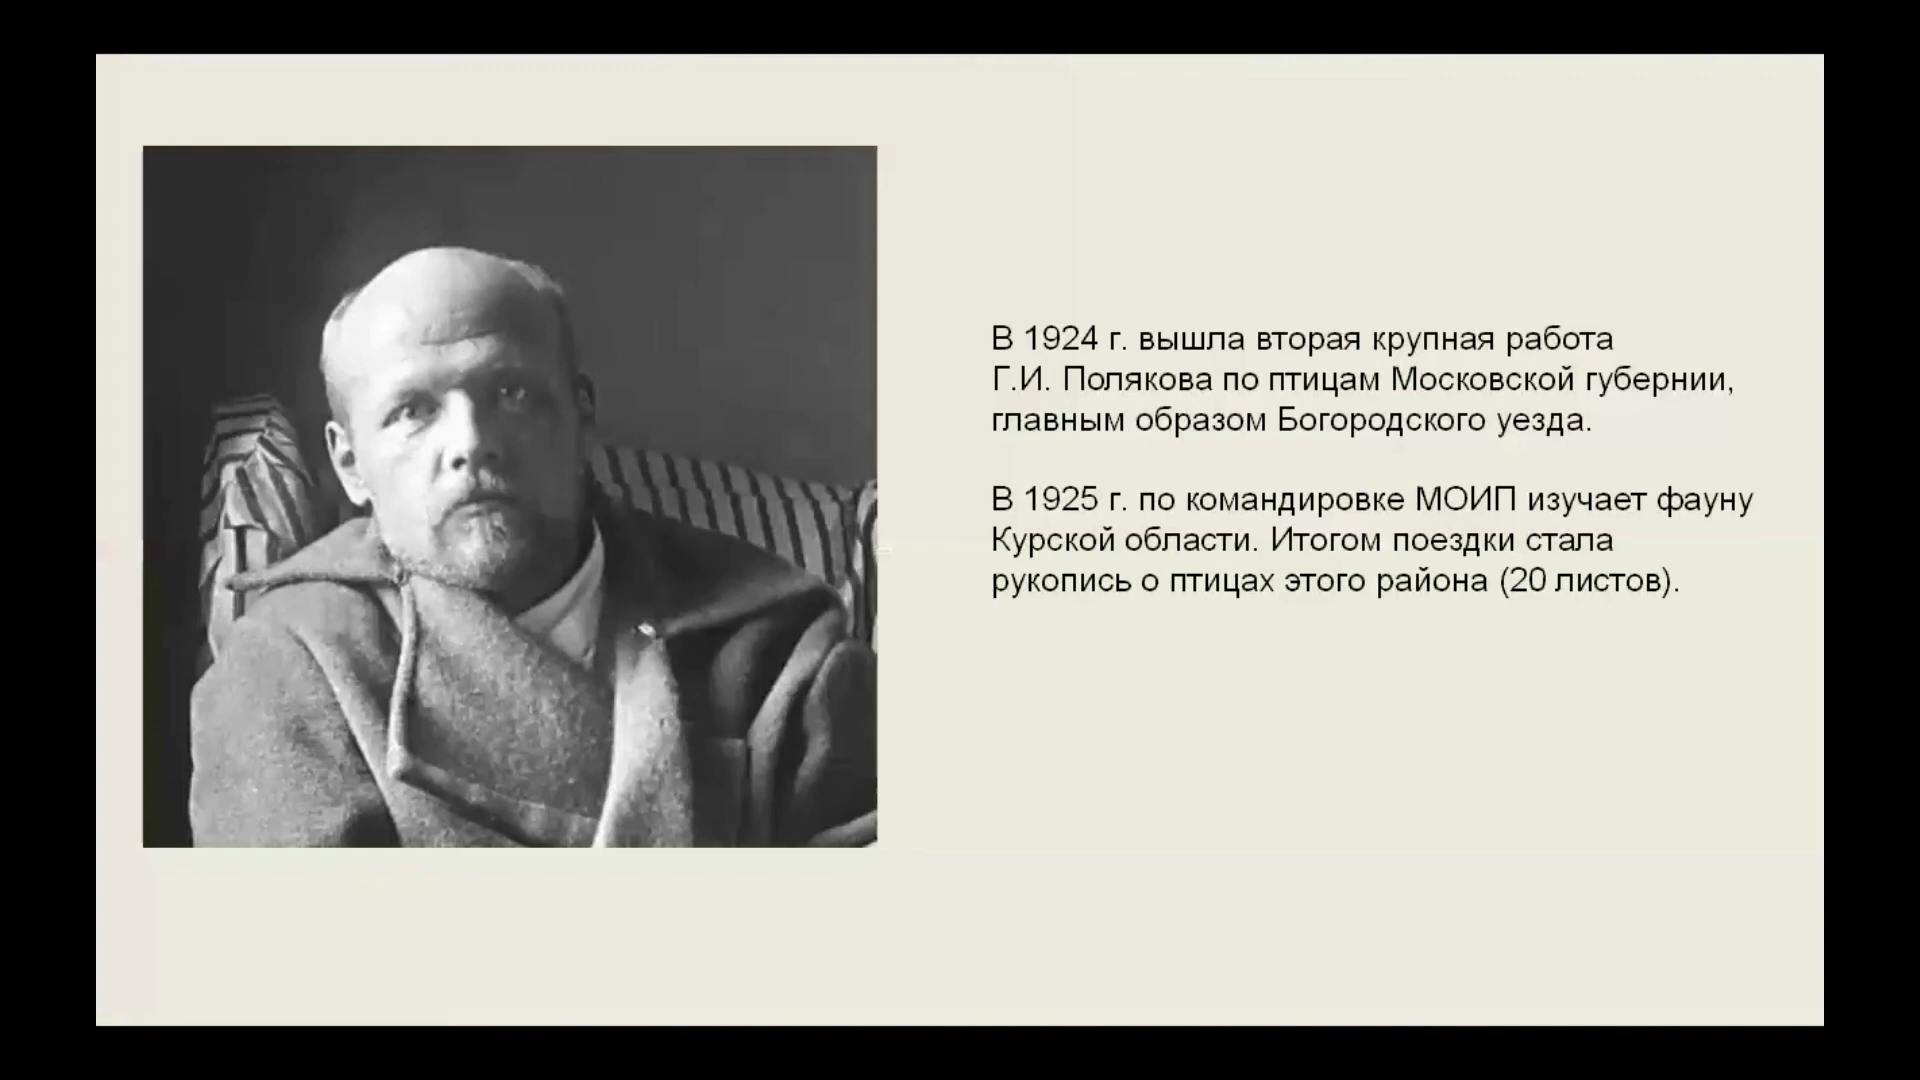 В 1924 г. вышла вторая крупная работа
Г.И. Полякова по птицам Московской губернии,
главным образом Богородского уезда.
В 1925 г. по командировке МОИП изучает фауну
Курской области. Итогом поездки стала
рукопись о птицах этого района (20 листов).